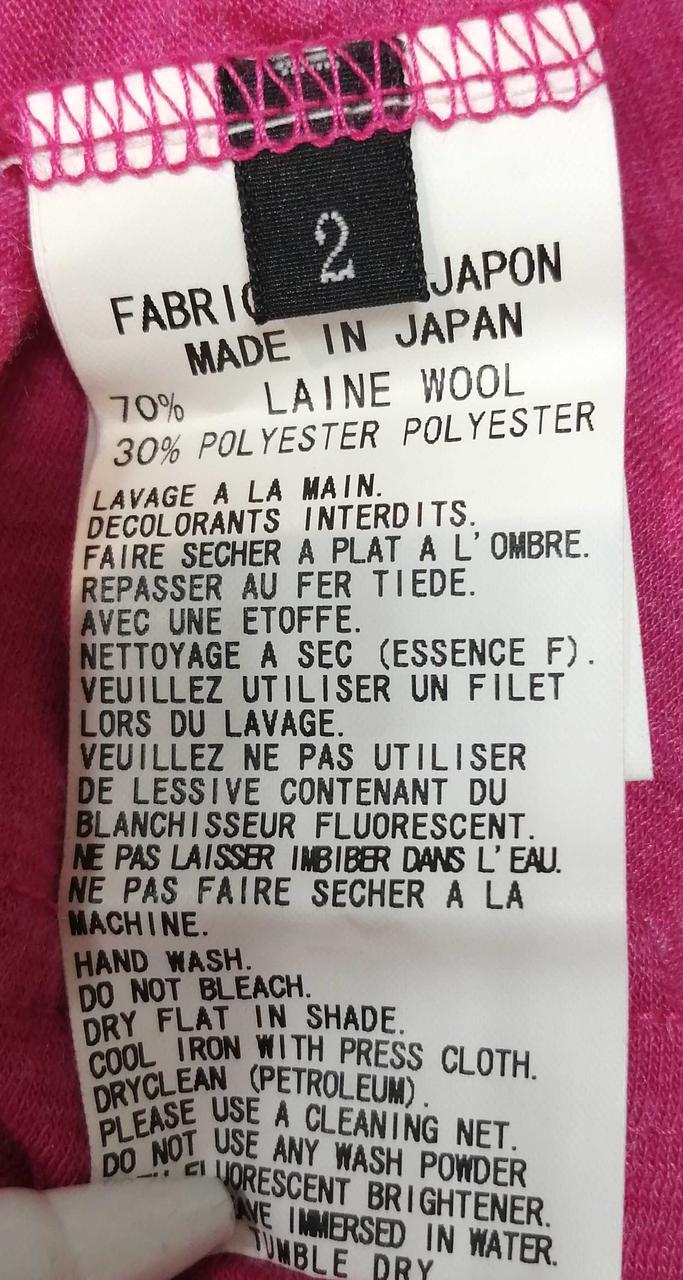 2
FABRI JAPON
MADE IN JAPAN
70% LAINE WOOL
30% POLYESTER POLYESTER
LAVAGE A LA MAIN.
DECOLORANTS INTERDITS.
FAIRE SECHER A PLAT A L'OMBRE.
REPASSER AU FER TIEDE.
AVEC UNE ETOFFE.
NETTOYAGE A SEC (ESSENCE F).
VEUILLEZ UTILISER UN FILET
LORS DU LAVAGE.
VEUILLEZ NE PAS UTILISER
DE LESSIVE CONTENANT DU
BLANCHISSEUR FLUORESCENT.
NE PAS LAISSER IMBIBER DANS L'EAU.
NE PAS FAIRE SECHER A LA
MACHINE.
HAND WASH.
DO NOT BLEACH.
DRY FLAT IN SHADE.
COOL IRON WITH PRESS CLOTH.
DRYCLEAN (PETROLEUM).
PLEASE USE A CLEANING NET.
DO NOT USE ANY WASH POWDER
FLUORESCENT BRIGHTENER.
IMMERSED IN WATER.
TUMBLE DRY